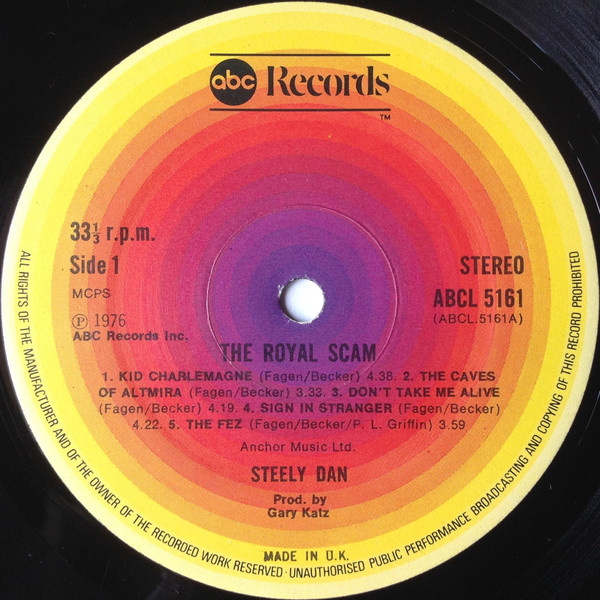 abc Records
TM
33⅓ r.p.m.
Side 1
MCPS
Ⓟ 1976
ABC Records Inc.
STEREO
ABCL 5161
(ABCL.5161A)
THE ROYAL SCAM
1. KID CHARLEMAGNE (Fagen/Becker) 4.38. 2. THE CAVES
OF ALTMIRA (Fagen/Becker) 3.33. 3. DON'T TAKE ME ALIVE
(Fagen/Becker) 4.19. 4. SIGN IN STRANGER (Fagen/Becker)
4.22. 5. THE FEZ (Fagen/Becker/P. L. Griffin) 3.59
Anchor Music Ltd.
STEELY DAN
Prod. by
Gary Katz
MADE IN U.K.
ALL RIGHTS OF THE MANUFACTURER AND OF THE OWNER OF THE RECORDED WORK RESERVED · UNAUTHORISED PUBLIC PERFORMANCE BROADCASTING AND COPYING OF THIS RECORD PROHIBITED